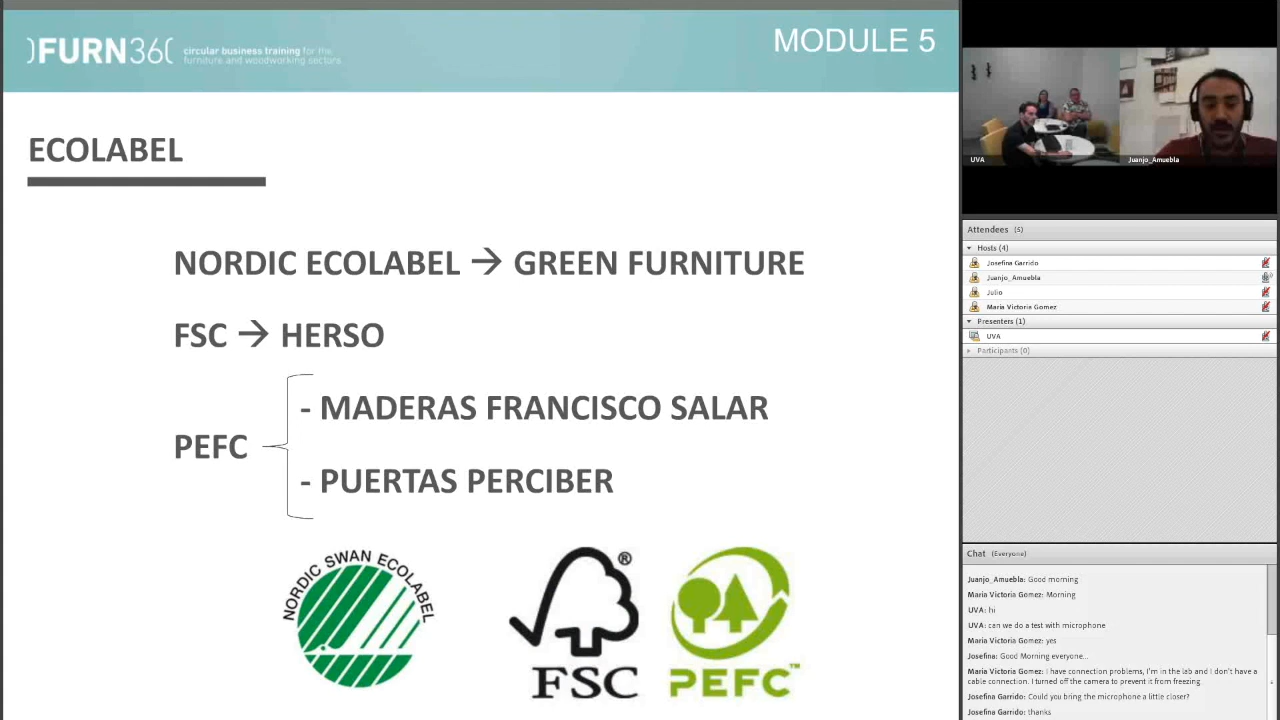 )FURN360( circular business training for the
furniture and woodworking sectors
MODULE 5
ECOLABEL
NORDIC ECOLABEL → GREEN FURNITURE
FSC → HERSO
PEFC
- MADERAS FRANCISCO SALAR
- PUERTAS PERCIBER
NORDIC SWAN ECOLABEL
®
FSC
PEFC™
UVA
Juanjo_Amuebla
Attendees (5)
Hosts (4)
Josefina Garrido
Juanjo_Amuebla
Julio
Maria Victoria Gomez
Presenters (1)
UVA
Participants (0)
Chat (Everyone)
Juanjo_Amuebla: Good morning
Maria Victoria Gomez: Morning
UVA: hi
UVA: can we do a test with microphone
Maria Victoria Gomez: yes
Josefina: Good Morning everyone...
Maria Victoria Gomez: I have connection problems, I'm in the lab and I don't have a
cable connection. I turned off the camera to prevent it from freezing
Josefina Garrido: Could you bring the microphone a little closer?
Josefina Garrido: thanks